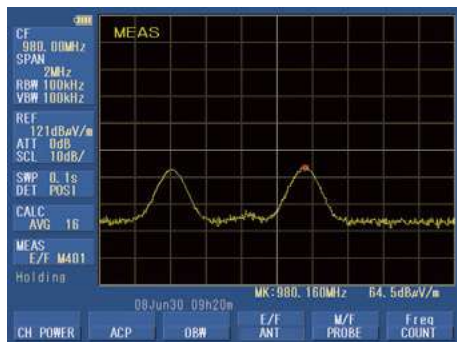 CF
980.00MHz
SPAN
2MHz
RBW 100kHz
VBW 100kHz
REF
121dBμV/m
ATT 0dB
SCL 10dB/
SWP 0.1s
DET POSI
CALC
AVG 16
MEAS
E/F M401
Holding
MEAS
MK:980.160MHz 64.5dBμV/m
08Jun30 09h20m
CH POWER
ACP
OBW
E/F
ANT
M/F
PROBE
Freq
COUNT